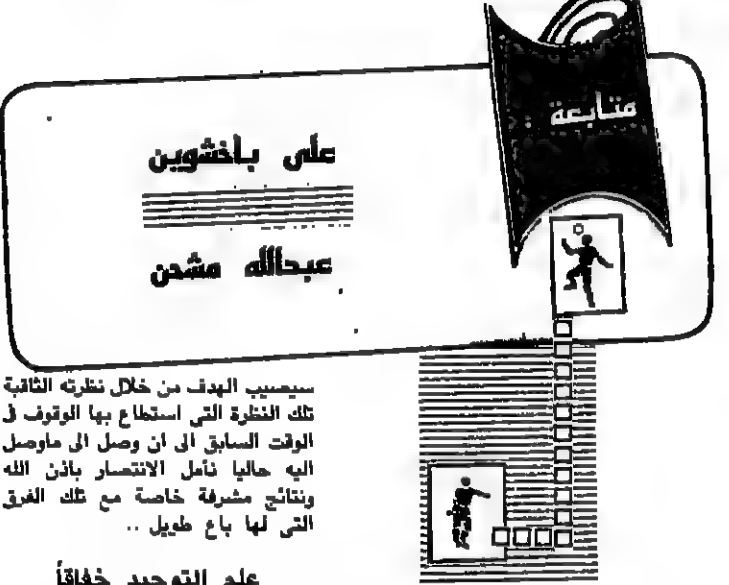 متابعة :
على باخشوين
عبدالله مشدن
سيصيب الهدف من خلال نظرته الثاقبة
تلك النظرة التي استطاع بها الوقوف في
الوقت السابق الى ان وصل الى ماوصل
اليه حاليا نأمل الانتصار باذن الله
ونتائج مشرفة خاصة مع تلك الفرق
التى لها باع طويل ..
علم التوحيد خفاقاً